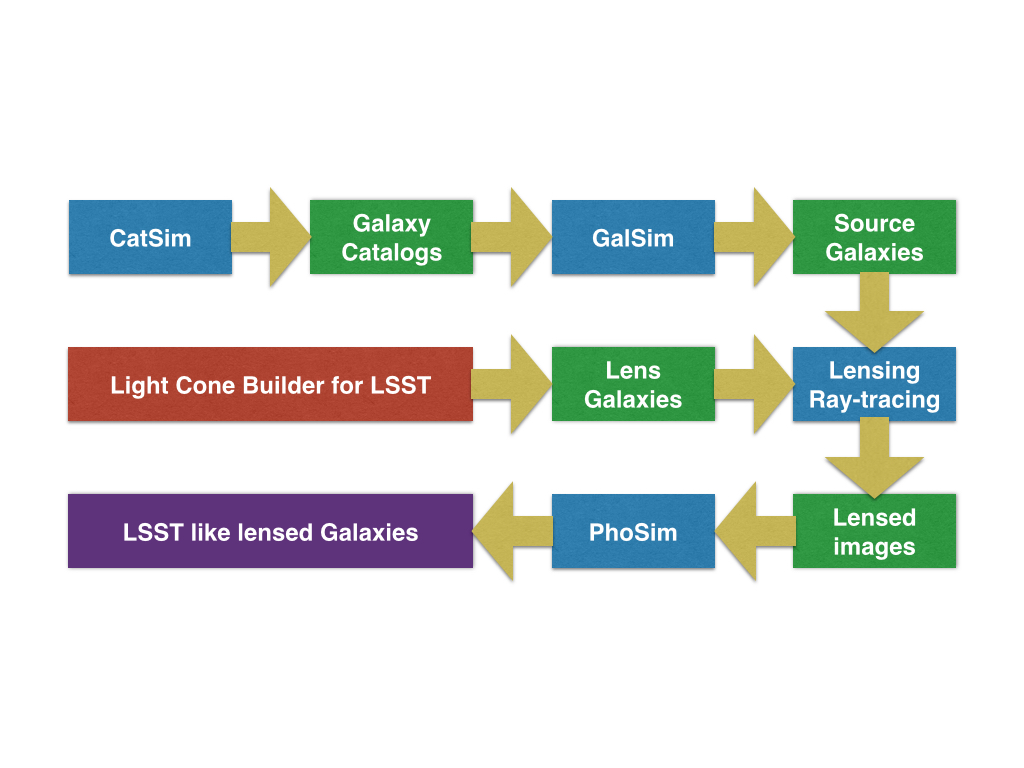 CatSim
Galaxy
Catalogs
GalSim
Source
Galaxies
Light Cone Builder for LSST
Lens
Galaxies
Lensing
Ray-tracing
LSST like lensed Galaxies
PhoSim
Lensed
images